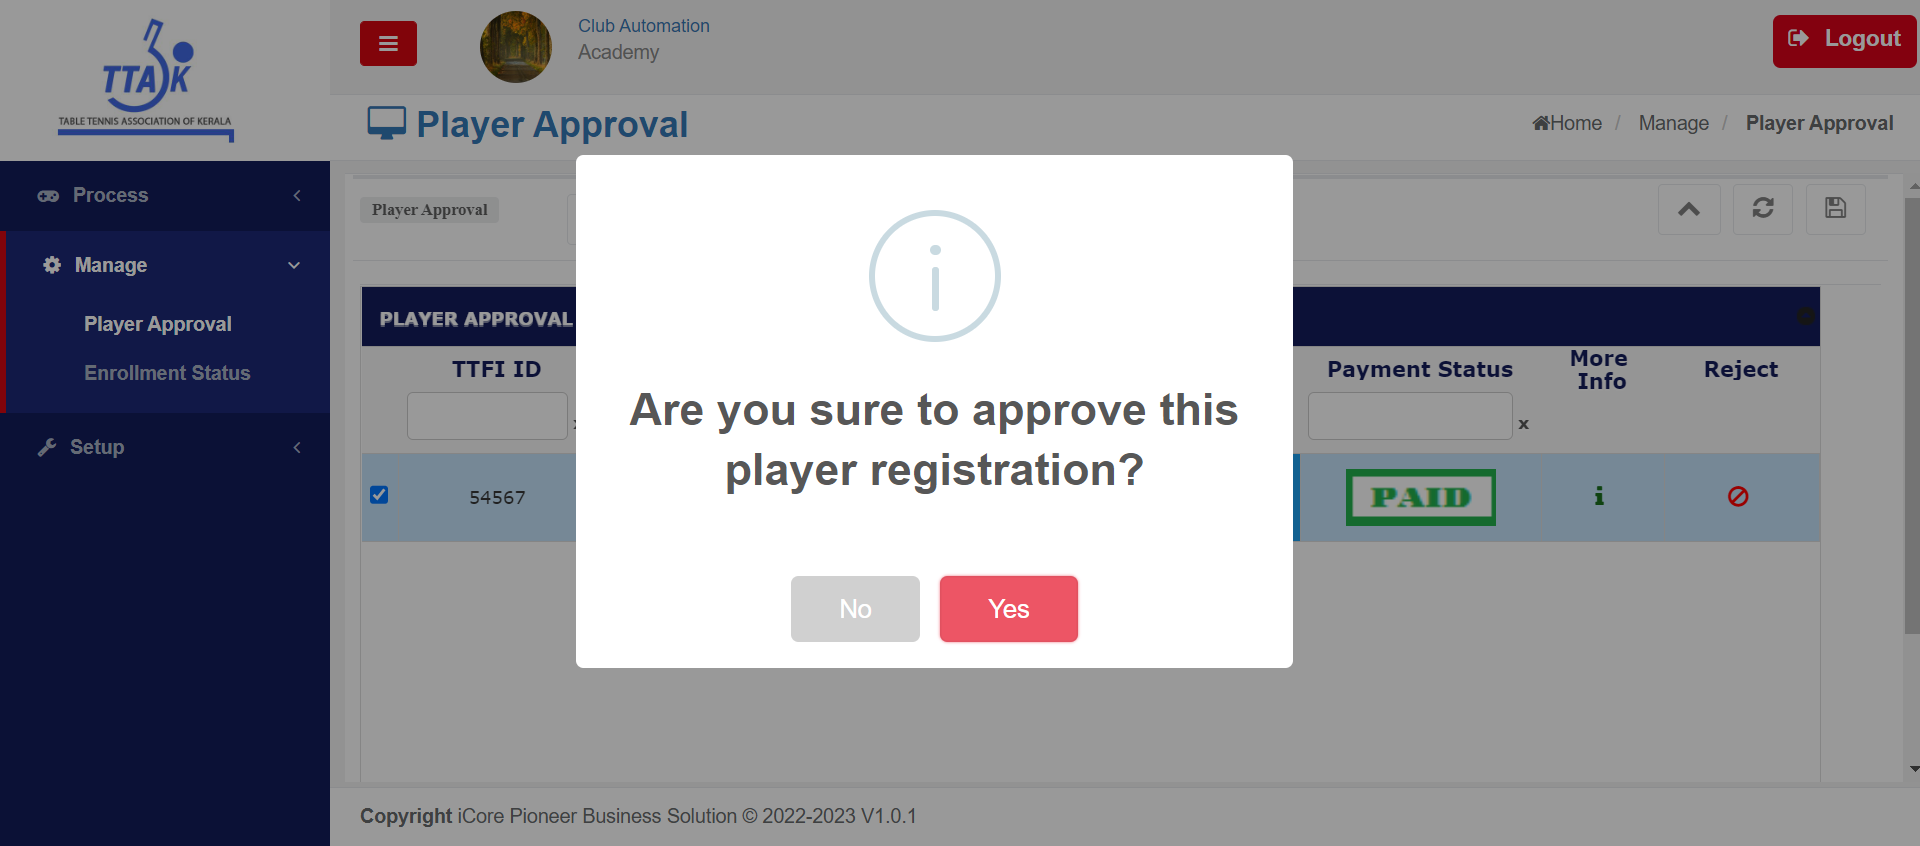 TTAK
TABLE TENNIS ASSOCIATION OF KERALA
Club Automation
Academy
Logout
Player Approval
Home / Manage / Player Approval
Process
Manage
Player Approval
Enrollment Status
Setup
Player Approval
PLAYER APPROVAL
TTFI ID
Payment Status
More
Info
Reject
x
54567
PAID
Are you sure to approve this
player registration?
No
Yes
Copyright iCore Pioneer Business Solution © 2022-2023 V1.0.1